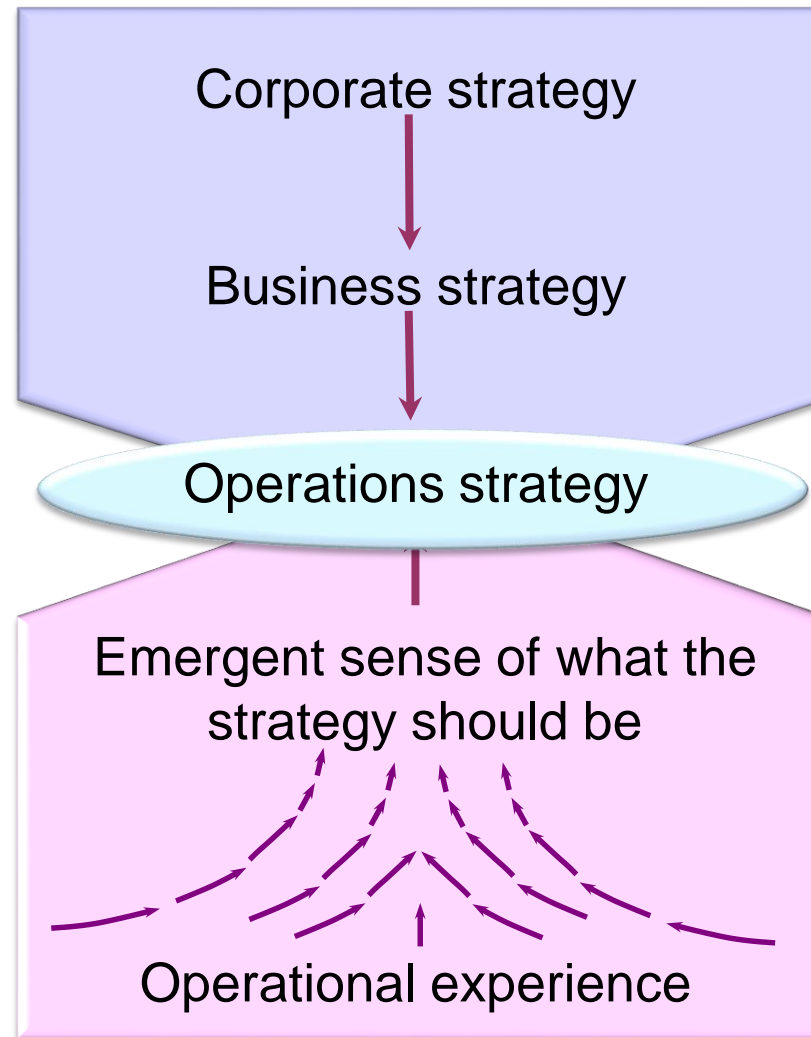 Corporate strategy
Business strategy
Operations strategy
Emergent sense of what the
strategy should be
Operational experience